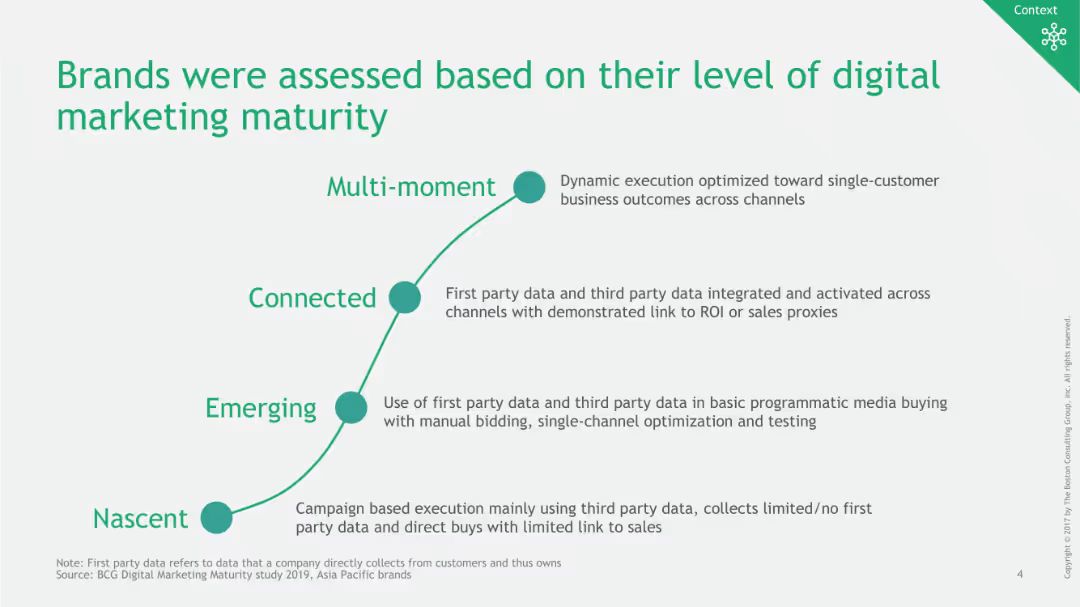 Context
Brands were assessed based on their level of digital
marketing maturity
Multi-moment
Dynamic execution optimized toward single-customer
business outcomes across channels
Connected
First party data and third party data integrated and activated across
channels with demonstrated link to ROI or sales proxies
Emerging
Use of first party data and third party data in basic programmatic media buying
with manual bidding, single-channel optimization and testing
Nascent
Campaign based execution mainly using third party data, collects limited/no first
party data and direct buys with limited link to sales
Note: First party data refers to data that a company directly collects from customers and thus owns
Source: BCG Digital Marketing Maturity study 2019, Asia Pacific brands
4
Copyright © 2017 by The Boston Consulting Group, Inc. All rights reserved.